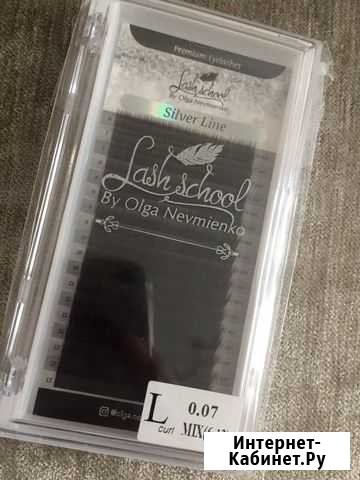 Premium Eyelashes
Lash school
By Olga Nevmienko
Silver Line
Lash school
By Olga Nevmienko
L
curl
0.07
Интернет-
Кабинет.Ру